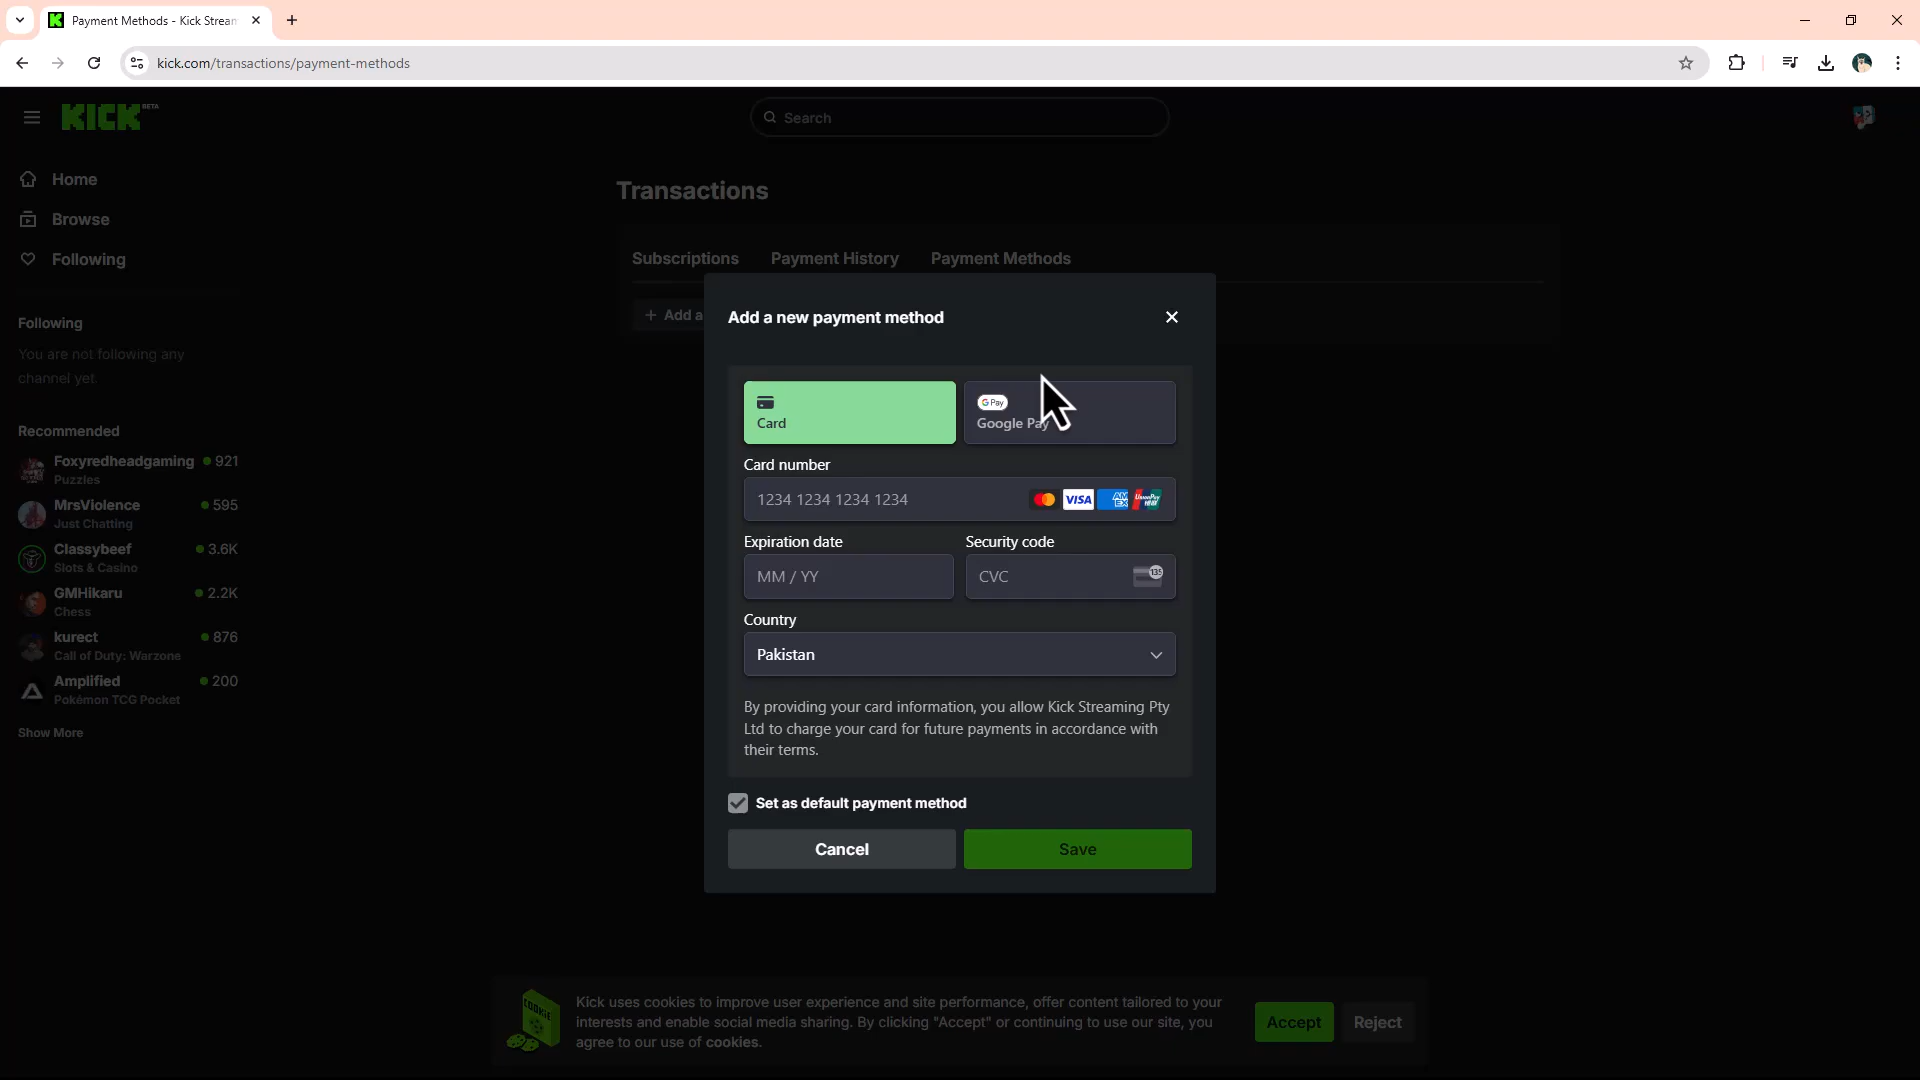 Payment Methods - Kick Stream
kick.com/transactions/payment-methods
KICK BETA
Search
Home
Browse
Following
Transactions
Subscriptions Payment History Payment Methods
+ Add a
Following
You are not following any
channel yet.
Recommended
Foxyredheadgaming 921
Puzzles
MrsViolence 595
Just Chatting
Classybeef 3.6K
Slots & Casino
GMHikaru 2.2K
Chess
kurect 876
Call of Duty: Warzone
Amplified 200
Pokémon TCG Pocket
Show More
Add a new payment method
Card
G Pay
Google Pay
Card number
1234 1234 1234 1234
VISA
AM EX
UnionPay
Expiration date Security code
MM / YY CVC 135
Country
Pakistan
By providing your card information, you allow Kick Streaming Pty
Ltd to charge your card for future payments in accordance with
their terms.
Set as default payment method
Cancel Save
COOKIE
Kick uses cookies to improve user experience and site performance, offer content tailored to your
interests and enable social media sharing. By clicking "Accept" or continuing to use our site, you
agree to our use of cookies.
Accept Reject